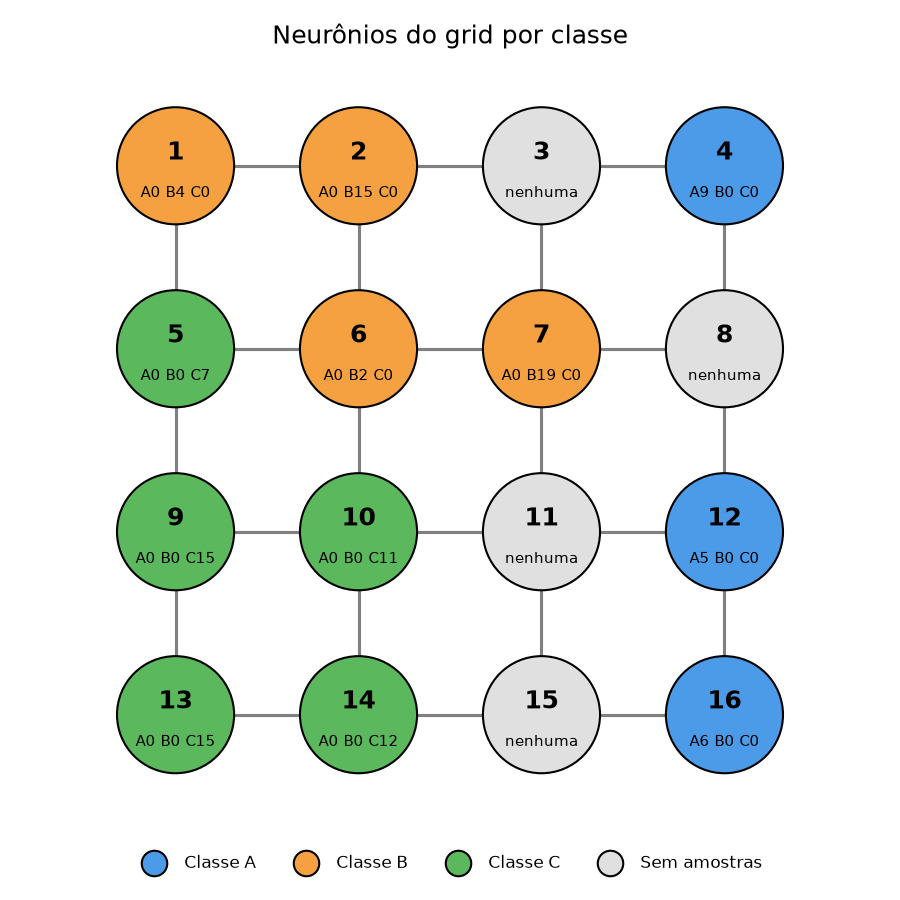 Neurônios do grid por classe
1
A0 B4 C0
2
A0 B15 C0
3
nenhuma
4
A9 B0 C0
5
A0 B0 C7
6
A0 B2 C0
7
A0 B19 C0
8
nenhuma
9
A0 B0 C15
10
A0 B0 C11
11
nenhuma
12
A5 B0 C0
13
A0 B0 C15
14
A0 B0 C12
15
nenhuma
16
A6 B0 C0
Classe A
Classe B
Classe C
Sem amostras